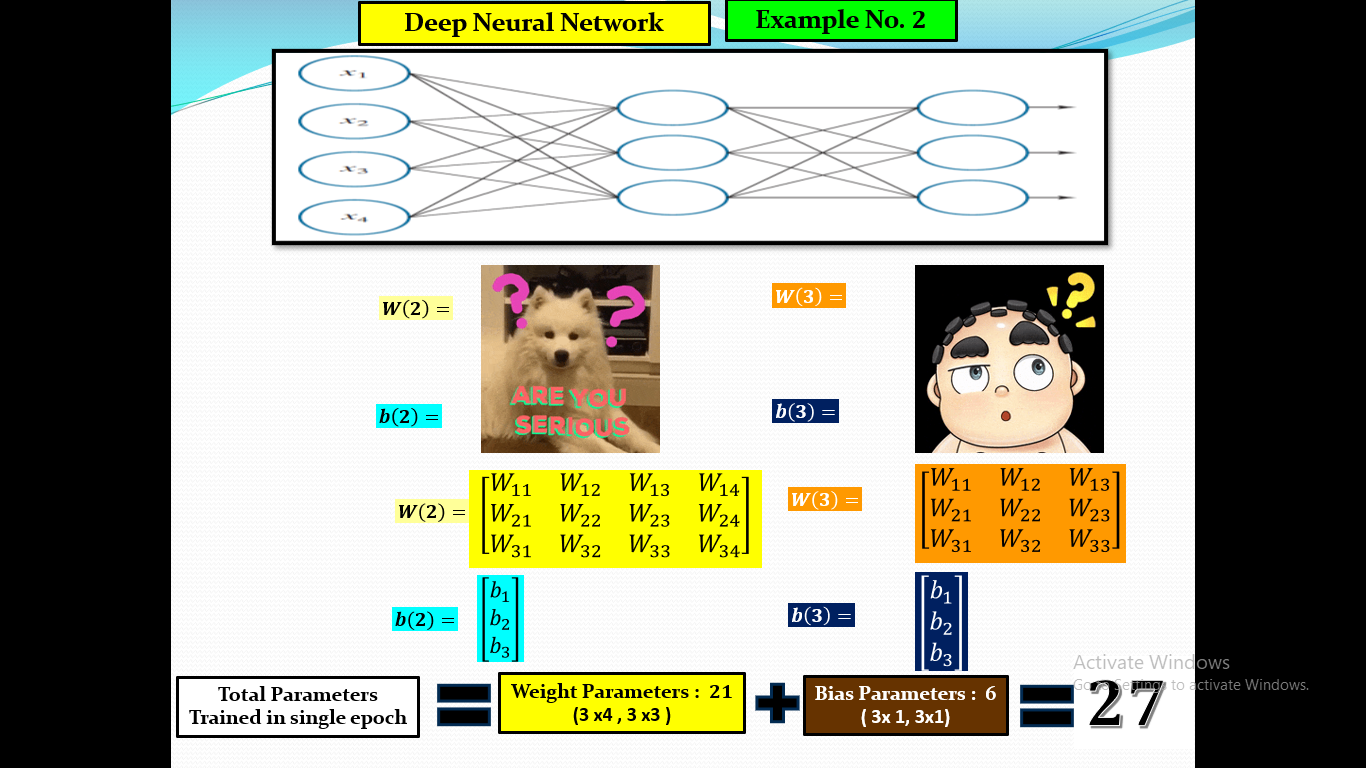 Deep Neural Network
Example No. 2
x1
x2
x3
x4
W(2) =
? ?
ARE YOU
SERIOUS
W(3) =
?
b(2) =
b(3) =
W(2) = [W11 W12 W13 W14
W21 W22 W23 W24
W31 W32 W33 W34]
W(3) = [W11 W12 W13
W21 W22 W23
W31 W32 W33]
b(2) = [b1
b2
b3]
b(3) = [b1
b2
b3]
Total Parameters
Trained in single epoch
=
Weight Parameters : 21
(3 x4 , 3 x3 )
+
Bias Parameters : 6
( 3x 1, 3x1)
= 27
Activate Windows
Go to Settings to activate Windows.